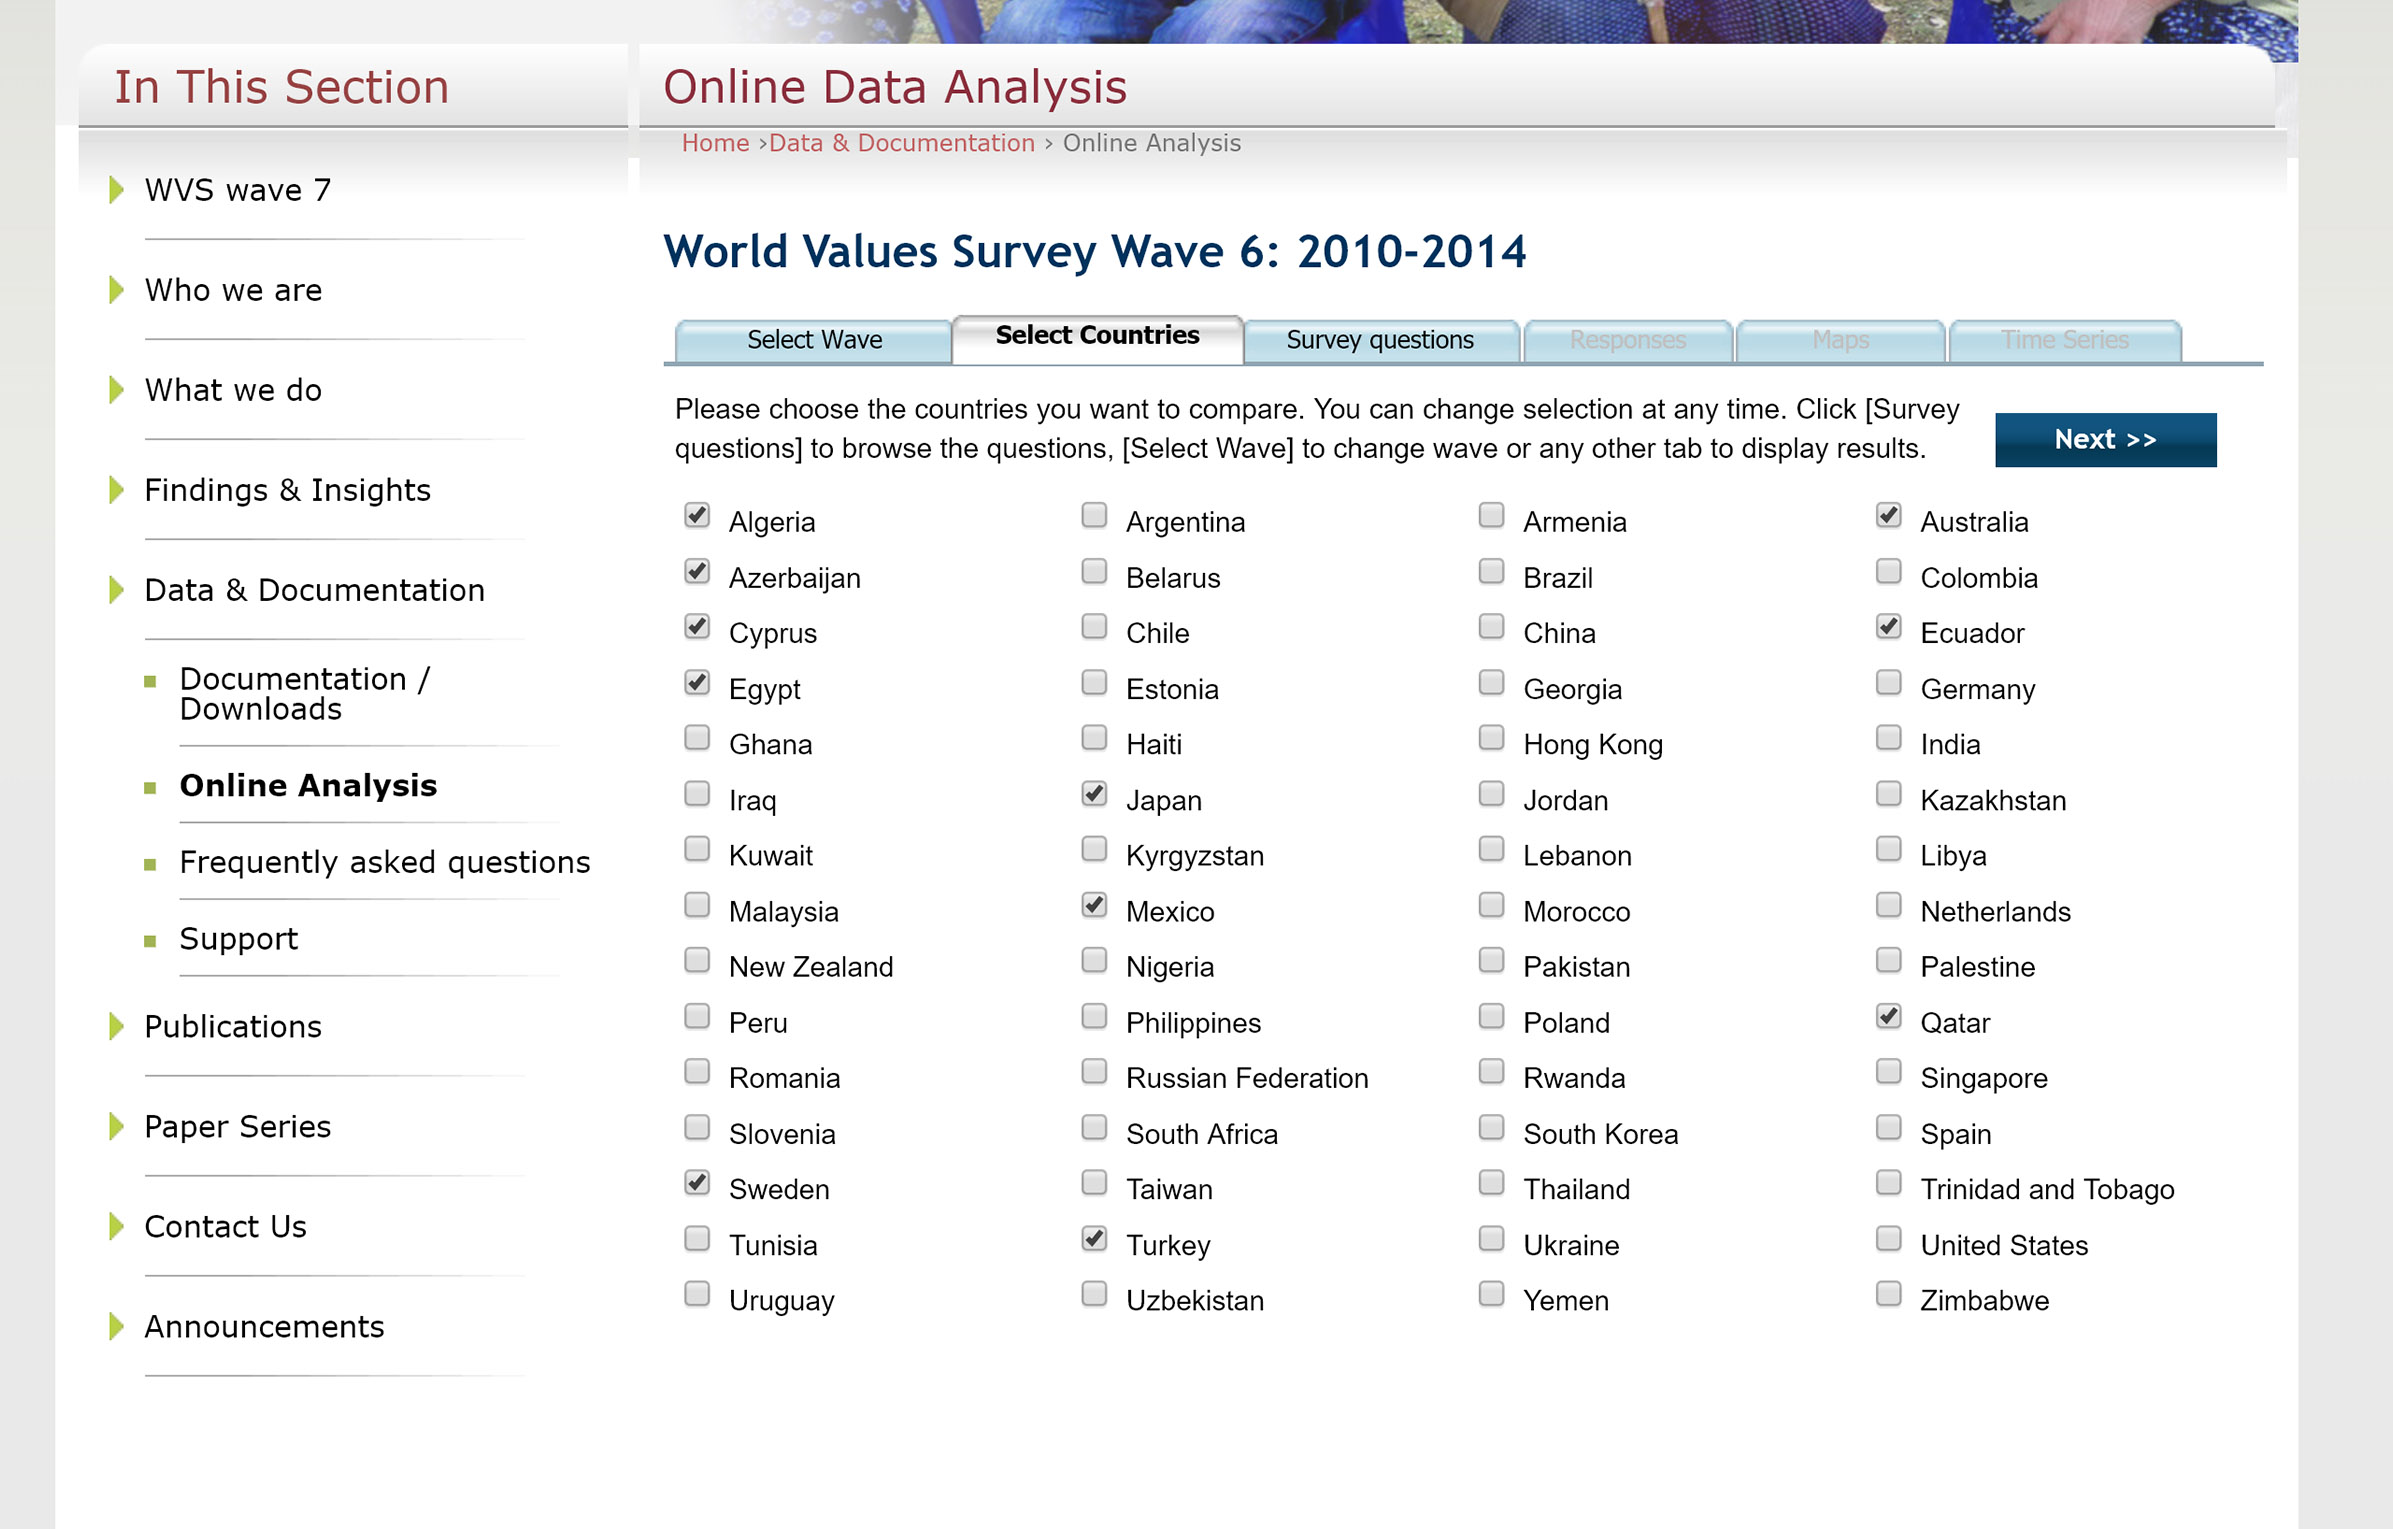 In This Section
Online Data Analysis
Home ›Data & Documentation › Online Analysis
WVS wave 7
Who we are
What we do
Findings & Insights
Data & Documentation
Documentation /
Downloads
Online Analysis
Frequently asked questions
Support
Publications
Paper Series
Contact Us
Announcements
World Values Survey Wave 6: 2010-2014
Select Wave Select Countries Survey questions Responses Maps Time Series
Please choose the countries you want to compare. You can change selection at any time. Click [Survey
questions] to browse the questions, [Select Wave] to change wave or any other tab to display results.
Next >>
Algeria Argentina Armenia Australia
Azerbaijan Belarus Brazil Colombia
Cyprus Chile China Ecuador
Egypt Estonia Georgia Germany
Ghana Haiti Hong Kong India
Iraq Japan Jordan Kazakhstan
Kuwait Kyrgyzstan Lebanon Libya
Malaysia Mexico Morocco Netherlands
New Zealand Nigeria Pakistan Palestine
Peru Philippines Poland Qatar
Romania Russian Federation Rwanda Singapore
Slovenia South Africa South Korea Spain
Sweden Taiwan Thailand Trinidad and Tobago
Tunisia Turkey Ukraine United States
Uruguay Uzbekistan Yemen Zimbabwe